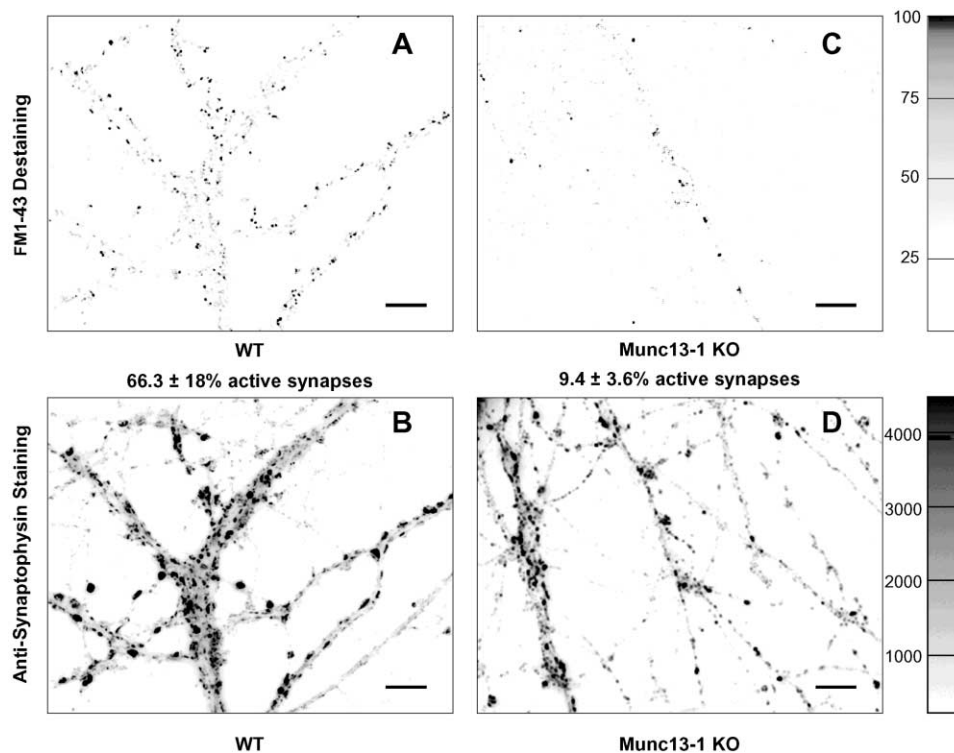 A
C
100
75
50
25
FM1-43 Destaining
WT
Munc13-1 KO
66.3 ± 18% active synapses
9.4 ± 3.6% active synapses
B
D
4000
3000
2000
1000
Anti-Synaptophysin Staining
WT
Munc13-1 KO